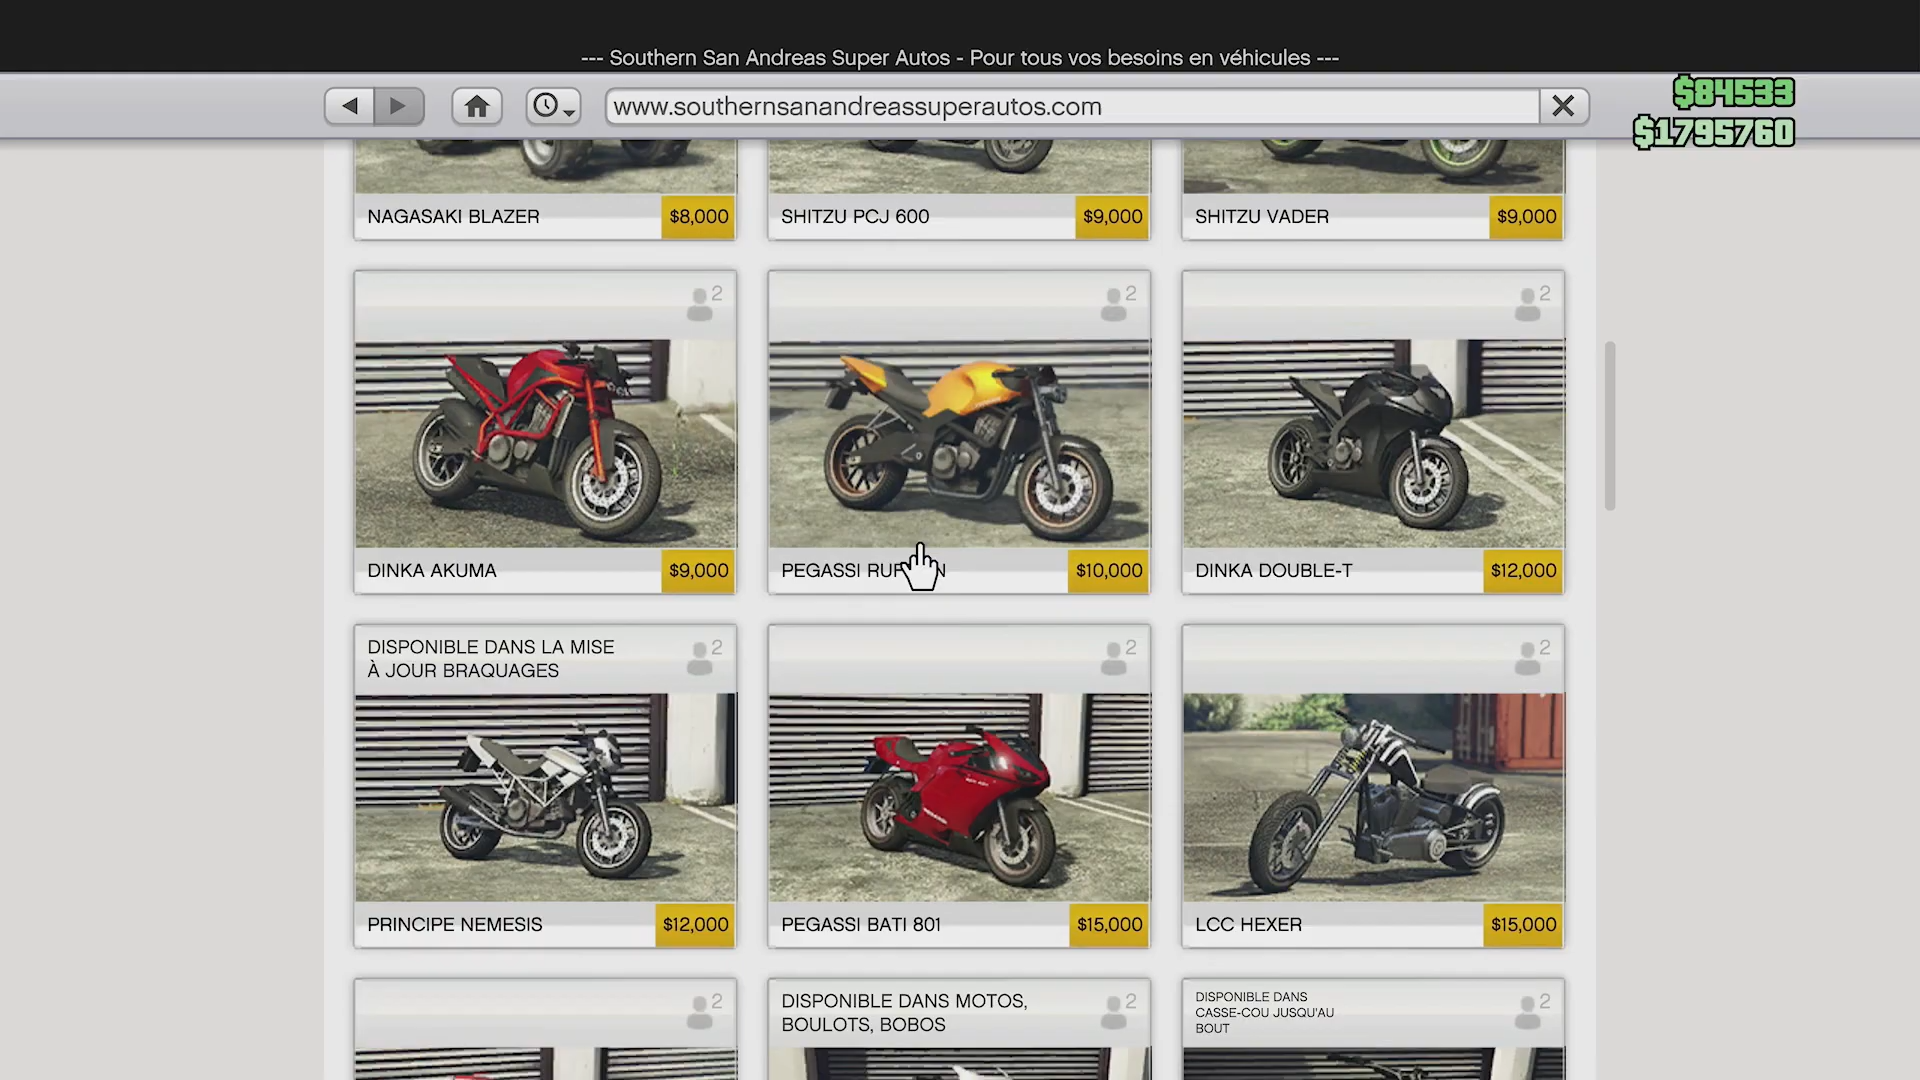 --- Southern San Andreas Super Autos - Pour tous vos besoins en véhicules ---
www.southernsanandreassuperautos.com
$84533
$1795760
NAGASAKI BLAZER $8,000
SHITZU PCJ 600 $9,000
SHITZU VADER $9,000
2
2
2
DINKA AKUMA $9,000
PEGASSI $10,000
DINKA DOUBLE-T $12,000
DISPONIBLE DANS LA MISE
À JOUR BRAQUAGES
2
2
2
PRINCIPE NEMESIS $12,000
PEGASSI BATI 801 $15,000
LCC HEXER $15,000
2
DISPONIBLE DANS MOTOS,
BOULOTS, BOBOS
2
DISPONIBLE DANS
CASSE-COU JUSQU'AU
BOUT
2